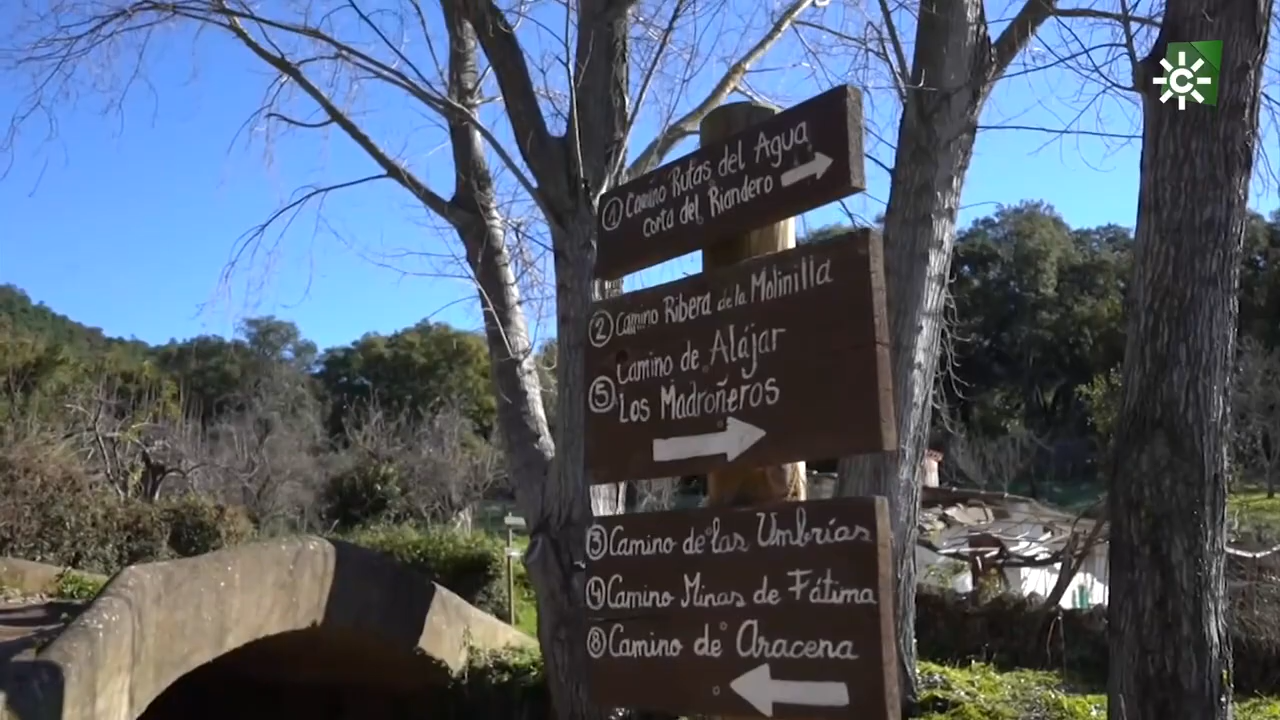 ① Camino Rutas del Agua
corta del Riandero
② Camino Ribera de la Molinilla
⑤ Camino de Alájar
Los Madroñeros
③ Camino de las Umbrías
④ Camino Minas de Fátima
⑧ Camino de Aracena